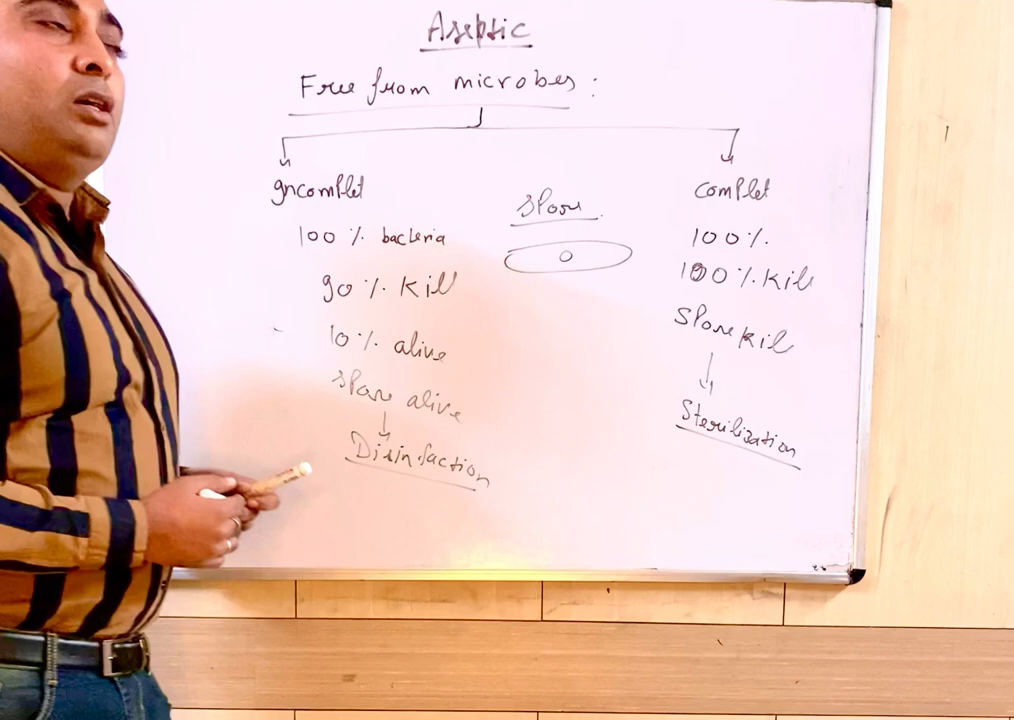 Aseptic
Free from microbes :
Incomplet
100 % bacteria
90 % Kill
10 % alive
spore alive
Disinfaction
Spore
Complet
100 %.
100 %. Kill
Spore Kill
Sterilization